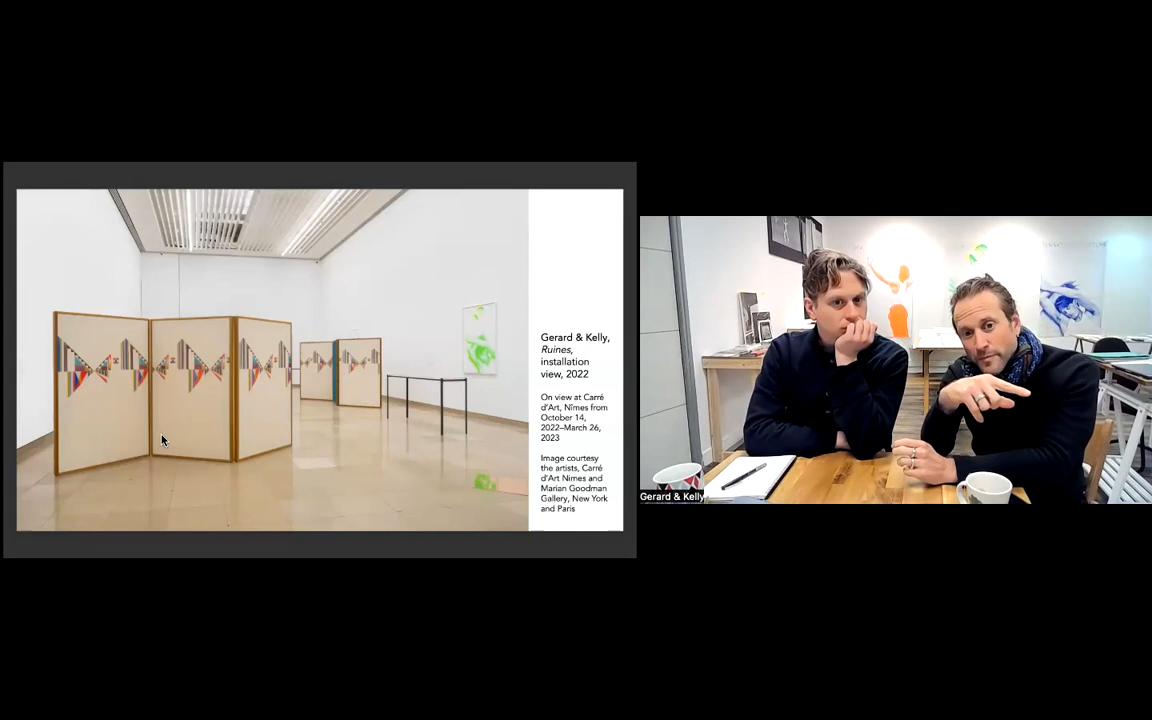 Gerard & Kelly,
Ruines,
installation
view, 2022
On view at Carré
d'Art, Nîmes from
October 14,
2022–March 26,
2023
Image courtesy
the artists, Carré
d'Art Nimes and
Marian Goodman
Gallery, New York
and Paris
Gerard & Kelly